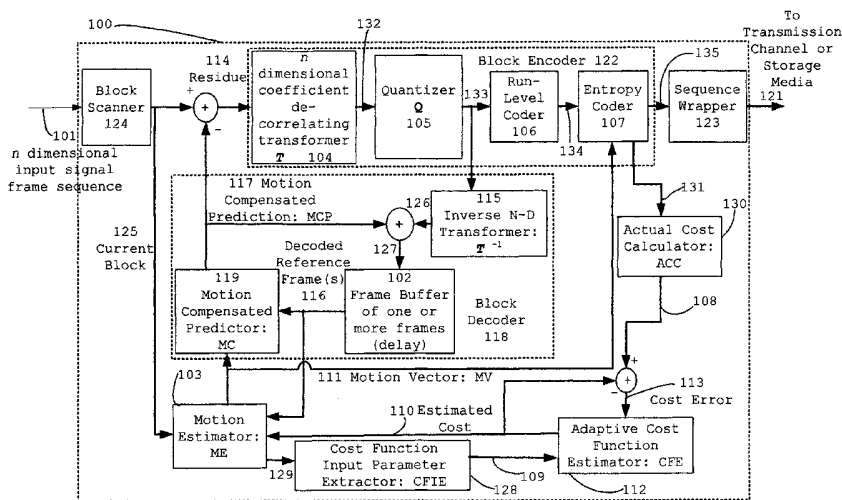 100
To
Transmission
Channel or
Storage
Media
121
Block
Scanner
124
101
n dimensional
input signal
frame sequence
114
Residue
+
+
-
n
dimensional
coefficient
de-
correlating
transformer
T 104
132
Quantizer
Q
105
133
Block Encoder 122
Run-
Level
Coder
106
134
Entropy
Coder
107
135
Sequence
Wrapper
123
117 Motion
Compensated
Prediction: MCP
126
+
127
115
Inverse N-D
Transformer:
T -1
131
130
Actual Cost
Calculator:
ACC
125
Current
Block
Decoded
Reference
Frame(s)
116
119
Motion
Compensated
Predictor:
MC
102
Frame Buffer
of one or
more frames
(delay)
Block
Decoder
118
108
103
111 Motion Vector: MV
+
+
-
113
Cost Error
Motion
Estimator:
ME
110 Estimated
Cost
129
Cost Function
Input Parameter
Extractor: CFIE
109
128
Adaptive Cost
Function
Estimator: CFE
112